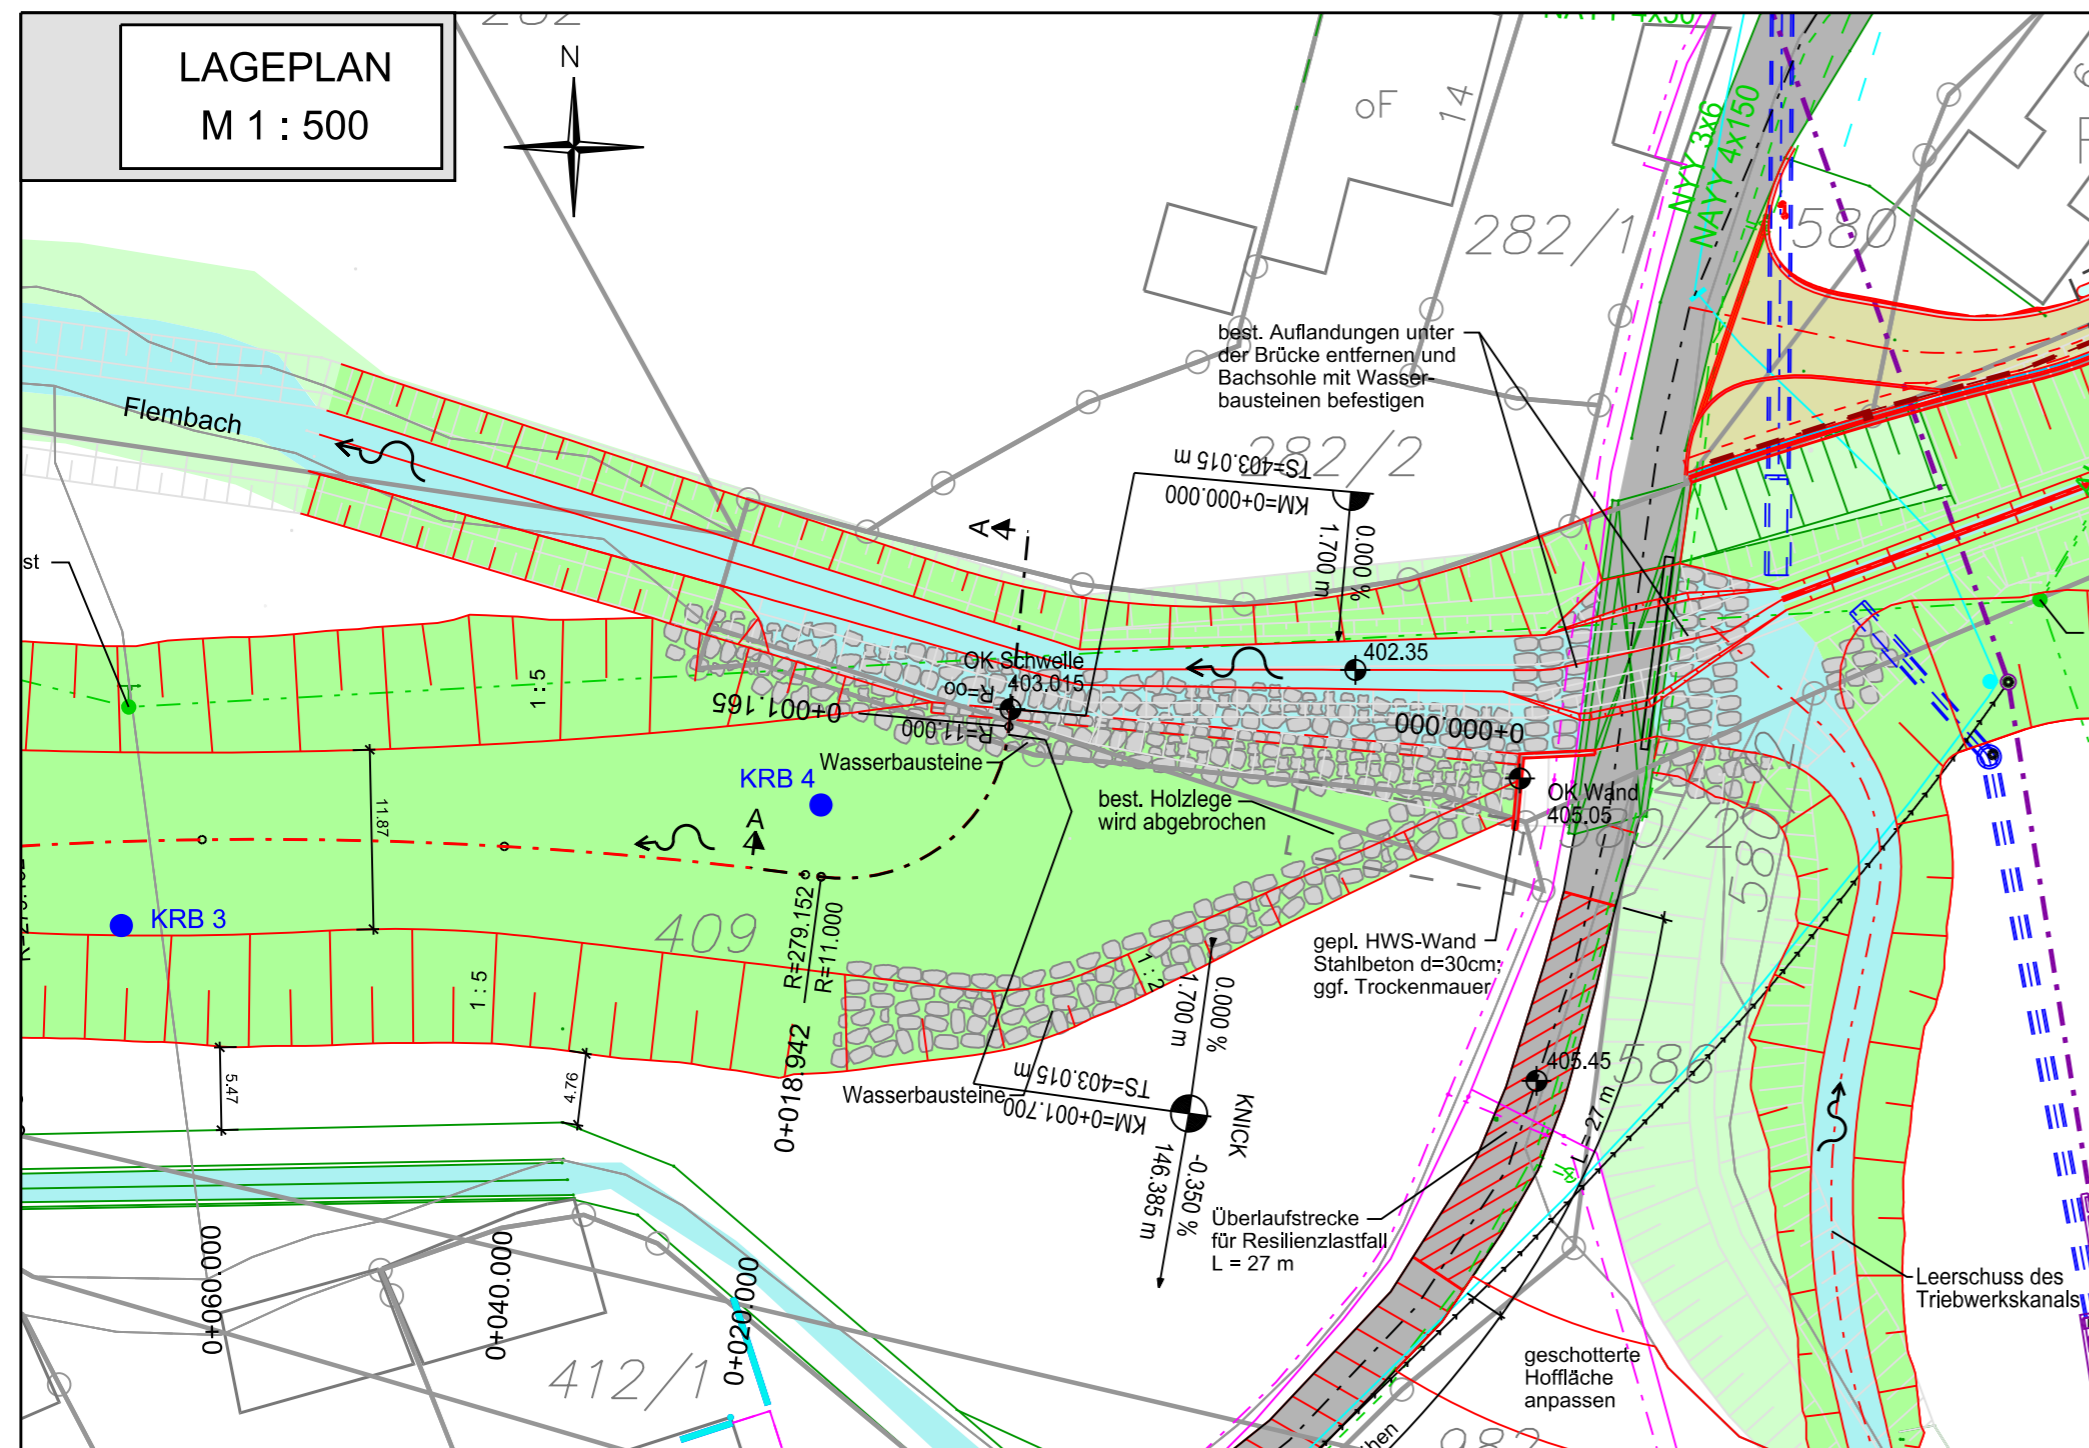 LAGEPLAN
M 1 : 500
N
282
NYY 3x6
NAYY 4x150
oF
14
282/1
580
best. Auflandungen unter
der Brücke entfernen und
Bachsohle mit Wasser-
bausteinen befestigen
282/2
Flembach
TS=403.015 m
KM=0+000.000
0.000 %
1.700 m
A
st
1 : 5
OK Schwelle
403.015
R=oo
402.35
0+001.165
R=11.000
0+000.000
Wasserbausteine
KRB 4
11.87
best. Holzlege
wird abgebrochen
OK Wand
405.05
A
KRB 3
409
R=279.152
R=11.000
gepl. HWS-Wand
Stahlbeton d=30cm;
ggf. Trockenmauer
1 : 5
1 : 2
0.000 %
1.700 m
0+018.942
5.47
4.76
TS=403.015 m
KM=0+001.700
Wasserbausteine
KNICK
-0.350 %
146.385 m
405.45
L = 27 m
Überlaufstrecke
für Resilienzlastfall
L = 27 m
0+060.000
0+040.000
0+020.000
412/1
Leerschuss des
Triebwerkskanals
geschotterte
Hoffläche
anpassen